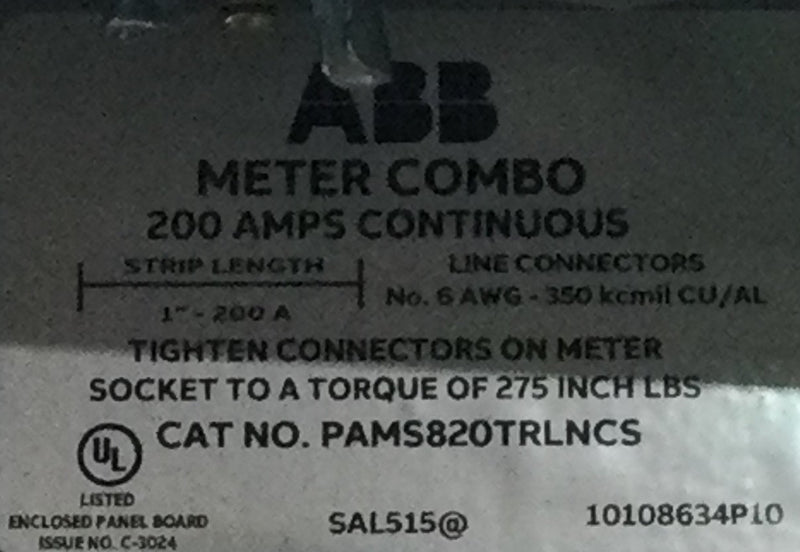 ABB
METER COMBO
200 AMPS CONTINUOUS
STRIP LENGTH
1" - 200 A
LINE CONNECTORS
No. 6 AWG - 350 kcmil CU/AL
TIGHTEN CONNECTORS ON METER
SOCKET TO A TORQUE OF 275 INCH LBS
CAT NO. PAMS820TRLNCS
UL
LISTED
ENCLOSED PANEL BOARD
ISSUE NO. C-3024
SAL515@
10108634P10